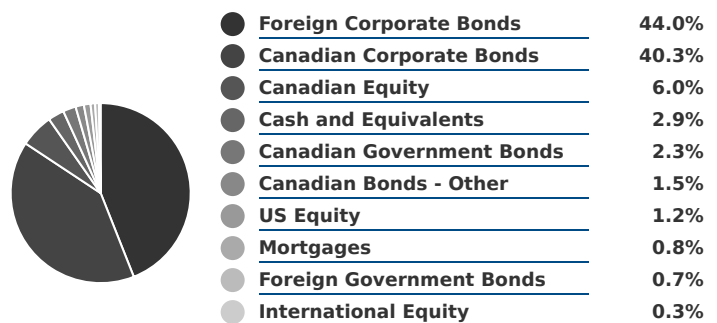 Foreign Corporate Bonds 44.0%
Canadian Corporate Bonds 40.3%
Canadian Equity 6.0%
Cash and Equivalents 2.9%
Canadian Government Bonds 2.3%
Canadian Bonds - Other 1.5%
US Equity 1.2%
Mortgages 0.8%
Foreign Government Bonds 0.7%
International Equity 0.3%